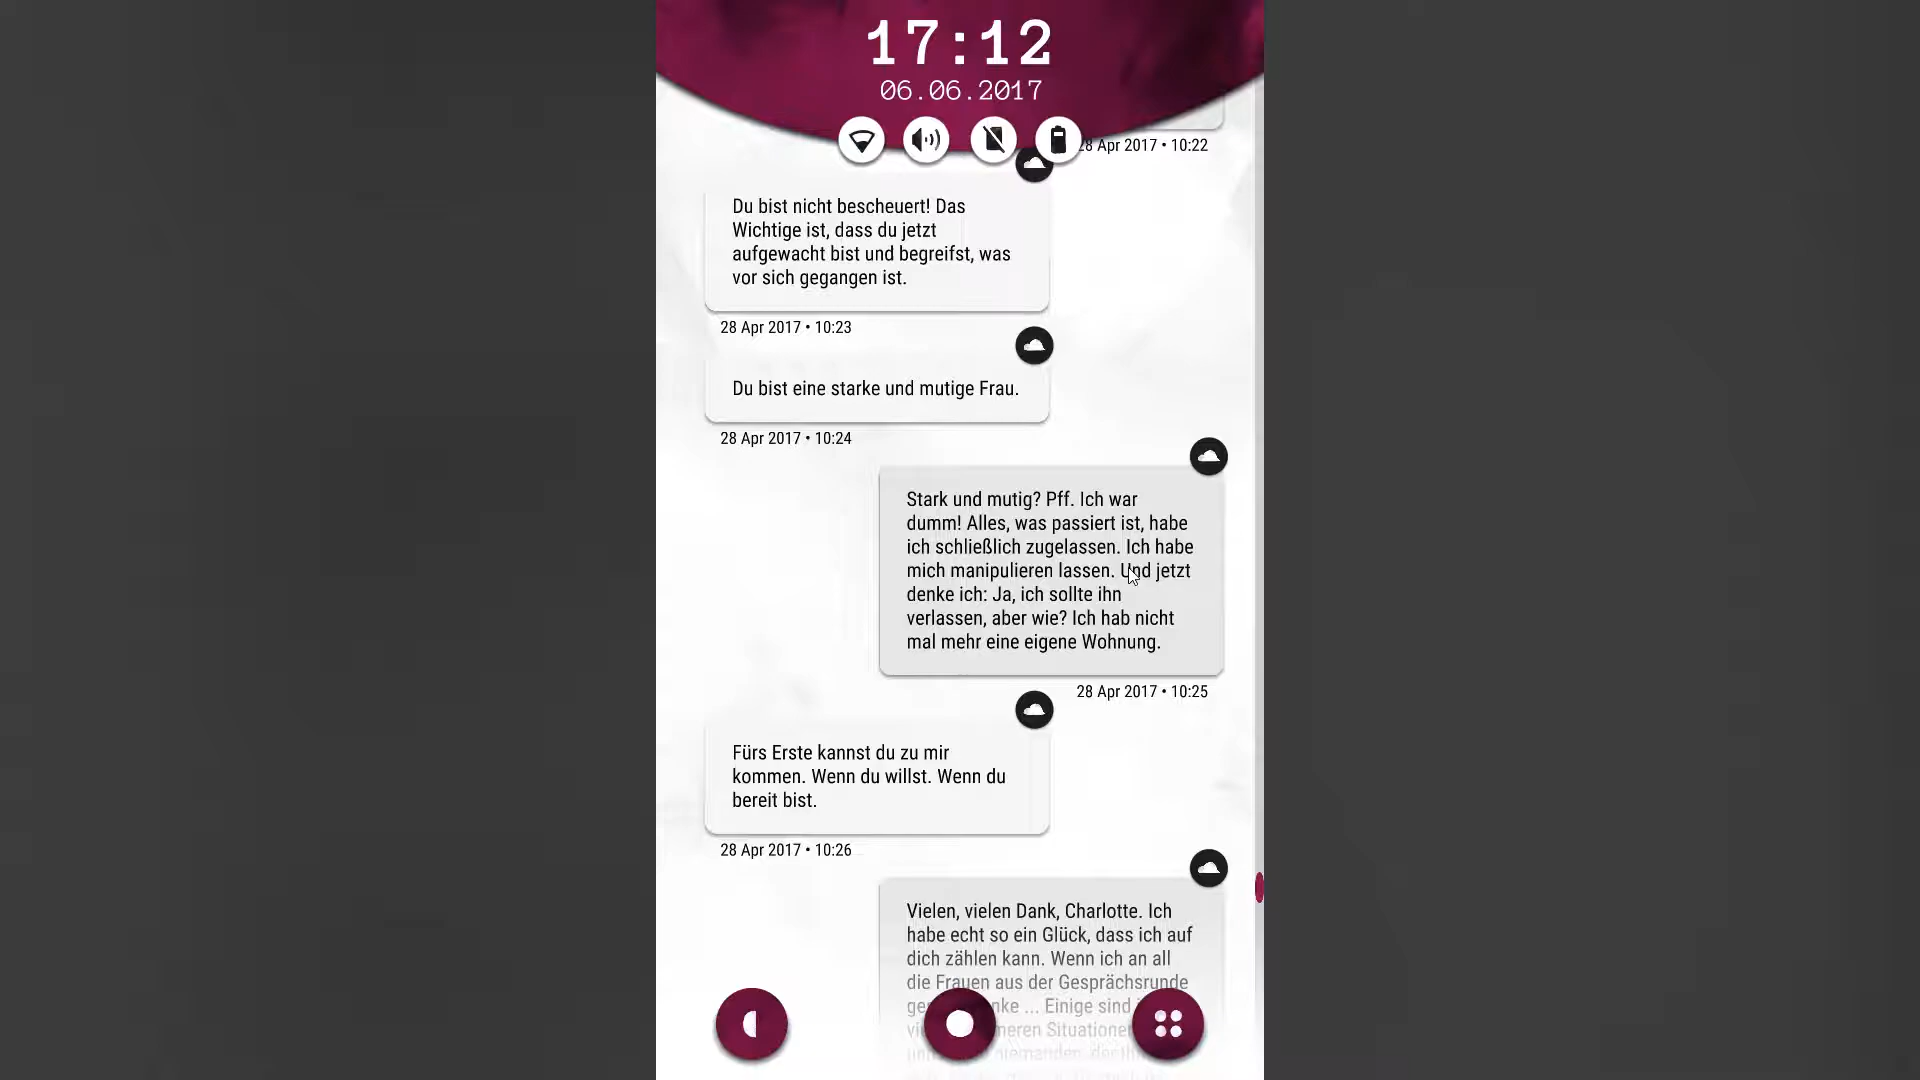 17:12
06.06.2017
28 Apr 2017 • 10:22
Du bist nicht bescheuert! Das
Wichtige ist, dass du jetzt
aufgewacht bist und begreifst, was
vor sich gegangen ist.
28 Apr 2017 • 10:23
Du bist eine starke und mutige Frau.
28 Apr 2017 • 10:24
Stark und mutig? Pff. Ich war
dumm! Alles, was passiert ist, habe
ich schließlich zugelassen. Ich habe
mich manipulieren lassen. Und jetzt
denke ich: Ja, ich sollte ihn
verlassen, aber wie? Ich hab nicht
mal mehr eine eigene Wohnung.
28 Apr 2017 • 10:25
Fürs Erste kannst du zu mir
kommen. Wenn du willst. Wenn du
bereit bist.
28 Apr 2017 • 10:26
Vielen, vielen Dank, Charlotte. Ich
habe echt so ein Glück, dass ich auf
dich zählen kann. Wenn ich an all
die Frauen aus der Gesprächsrunde
... Einige sind